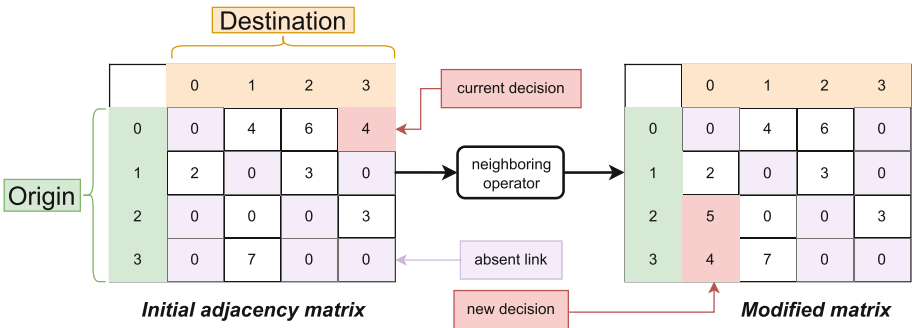 Destination
0 1 2 3
0 0 4 6 4
1 2 0 3 0
2 0 0 0 3
3 0 7 0 0
Origin
Initial adjacency matrix
current decision
neighboring
operator
absent link
new decision
0 1 2 3
0 0 4 6 0
1 2 0 3 0
2 5 0 0 3
3 4 7 0 0
Modified matrix